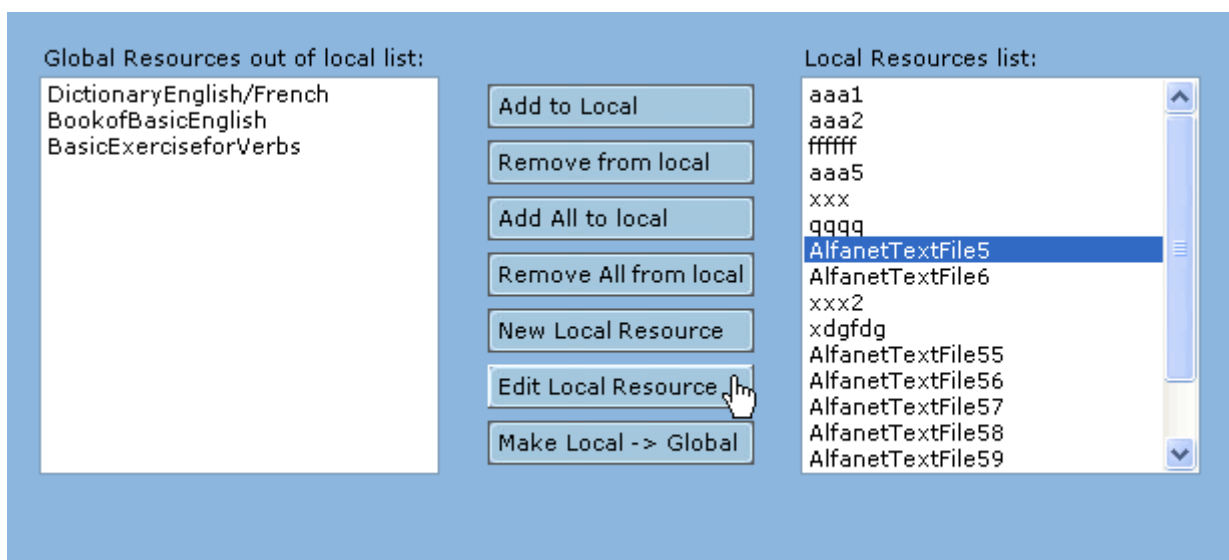 Global Resources out of local list:
DictionaryEnglish/French
BookofBasicEnglish
BasicExerciseforVerbs
Add to Local
Remove from local
Add All to local
Remove All from local
New Local Resource
Edit Local Resource
Make Local -> Global
Local Resources list:
aaa1
aaa2
ffffff
aaa5
xxx
qqqq
AlfanetTextFile5
AlfanetTextFile6
xxx2
xdgfdg
AlfanetTextFile55
AlfanetTextFile56
AlfanetTextFile57
AlfanetTextFile58
AlfanetTextFile59